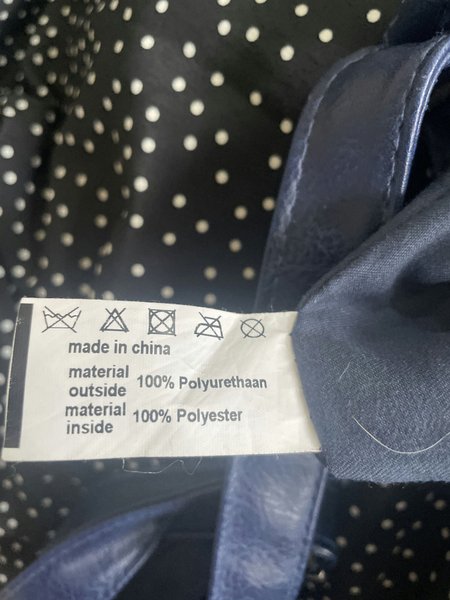 made in china
material
outside 100% Polyurethaan
material
inside 100% Polyester